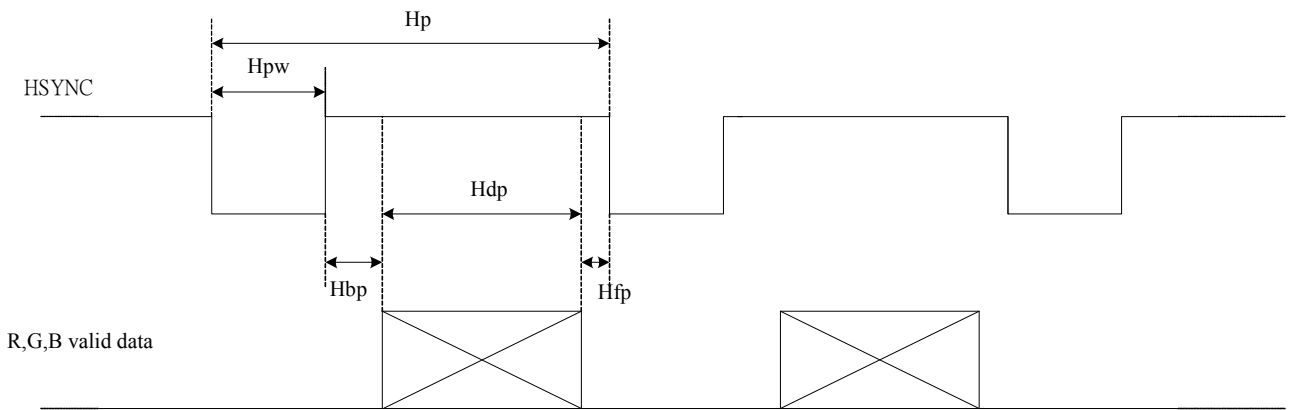 Hp
Hpw
HSYNC
Hdp
Hbp
Hfp
R,G,B valid data